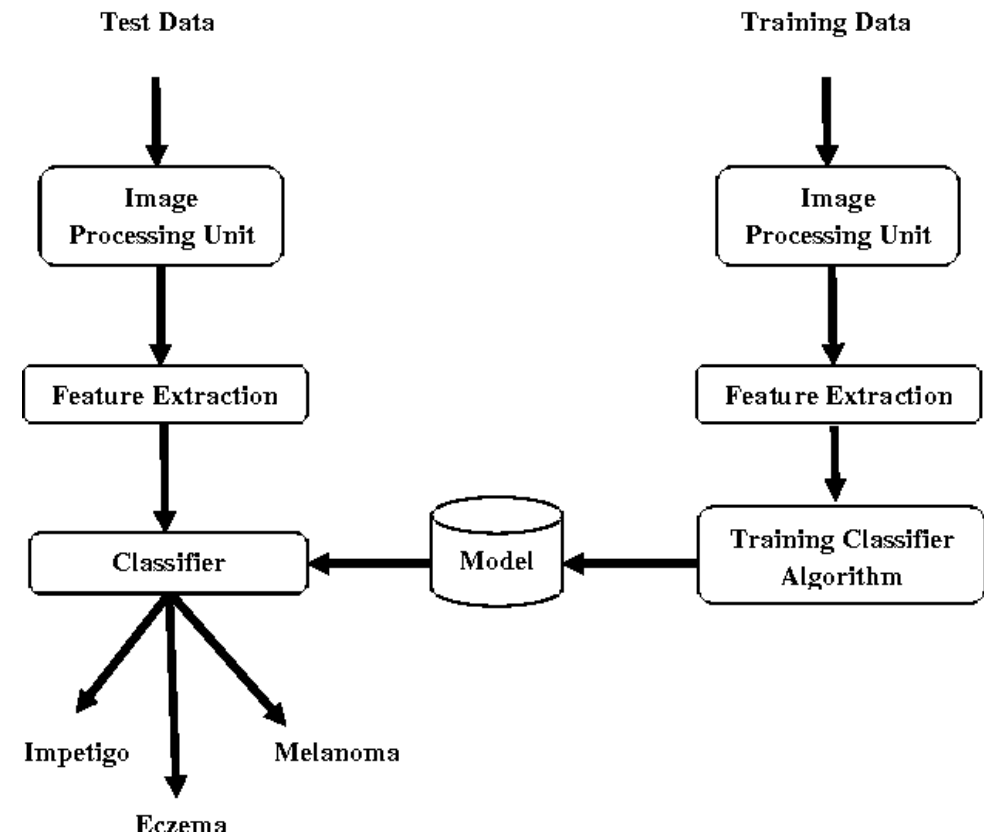 Test Data
Training Data
Image
Processing Unit
Image
Processing Unit
Feature Extraction
Feature Extraction
Classifier
Model
Training Classifier
Algorithm
Impetigo
Melanoma
Eczema